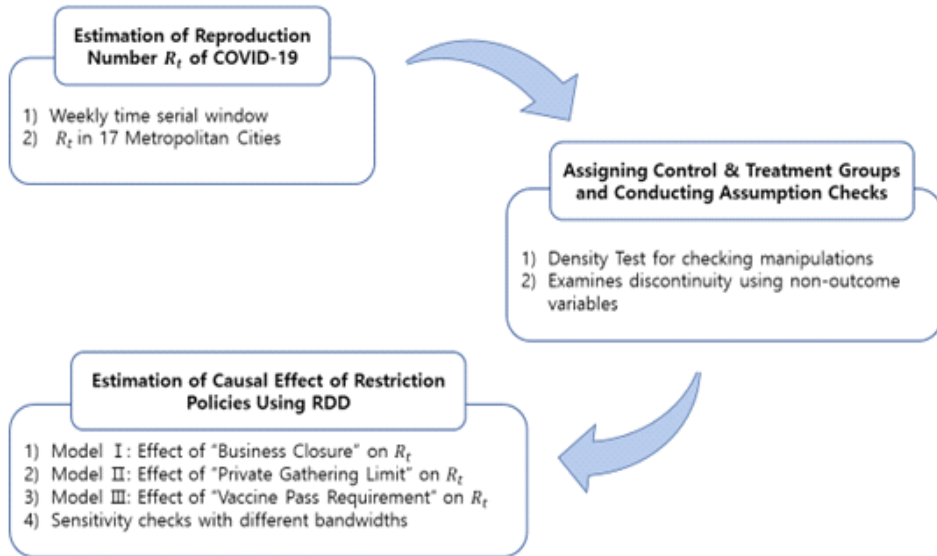 Estimation of Reproduction
Number R_t of COVID-19
1) Weekly time serial window
2) R_t in 17 Metropolitan Cities
Assigning Control & Treatment Groups
and Conducting Assumption Checks
1) Density Test for checking manipulations
2) Examines discontinuity using non-outcome
variables
Estimation of Causal Effect of Restriction
Policies Using RDD
1) Model Ⅰ: Effect of “Business Closure” on R_t
2) Model Ⅱ: Effect of “Private Gathering Limit” on R_t
3) Model Ⅲ: Effect of “Vaccine Pass Requirement” on R_t
4) Sensitivity checks with different bandwidths